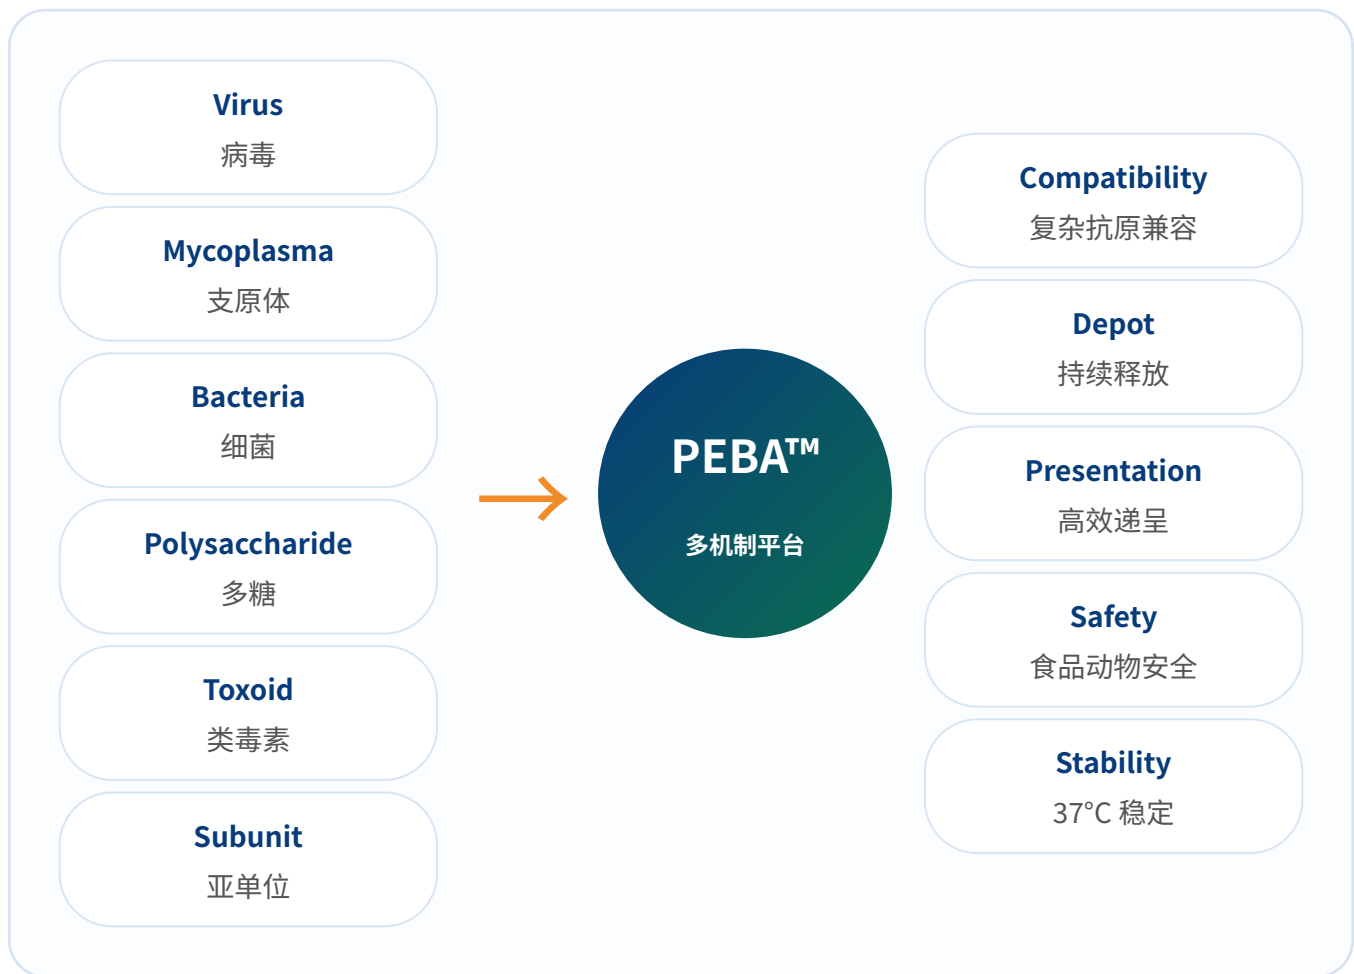 Virus
病毒
Mycoplasma
支原体
Bacteria
细菌
Polysaccharide
多糖
Toxoid
类毒素
Subunit
亚单位
PEBA™
多机制平台
Compatibility
复杂抗原兼容
Depot
持续释放
Presentation
高效递呈
Safety
食品动物安全
Stability
37°C 稳定